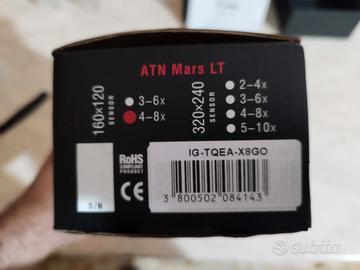 ATN Mars LT
160x120
SENSOR
3-6x
4-8x
320x240
SENSOR
2-4x
3-6x
4-8x
5-10x
RoHS
COMPLIANT
PRODUCT
CE
S/N
IG-TQEA-X8GO
3 800502 084143
subito